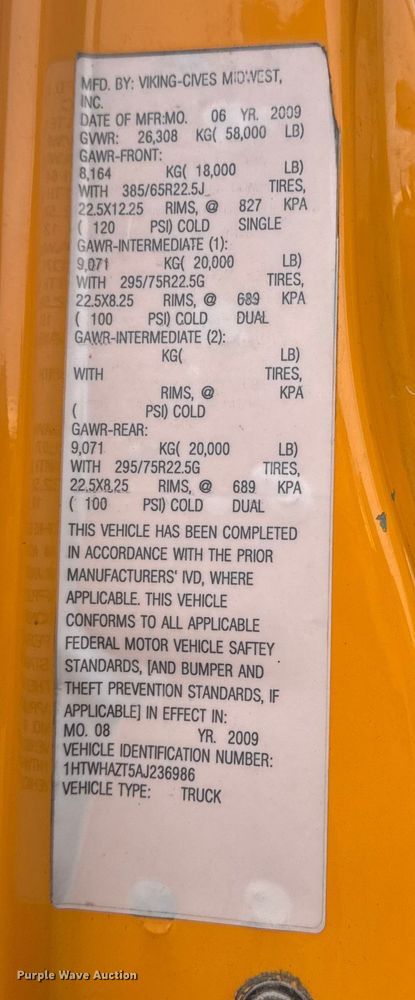 MFD. BY: VIKING-CIVES MIDWEST,
INC.
DATE OF MFR:MO. 06 YR. 2009
GVWR: 26,308 KG( 58,000 LB)
GAWR-FRONT:
8,164 KG( 18,000 LB)
WITH 385/65R22.5J TIRES,
22.5X12.25 RIMS, @ 827 KPA
( 120 PSI) COLD SINGLE
GAWR-INTERMEDIATE (1):
9,071 KG( 20,000 LB)
WITH 295/75R22.5G TIRES,
22.5X8.25 RIMS, @ 689 KPA
( 100 PSI) COLD DUAL
GAWR-INTERMEDIATE (2):
KG( LB)
WITH TIRES,
RIMS, @ KPA
( PSI) COLD
GAWR-REAR:
9,071 KG( 20,000 LB)
WITH 295/75R22.5G TIRES,
22.5X8.25 RIMS, @ 689 KPA
( 100 PSI) COLD DUAL
THIS VEHICLE HAS BEEN COMPLETED
IN ACCORDANCE WITH THE PRIOR
MANUFACTURERS' IVD, WHERE
APPLICABLE. THIS VEHICLE
CONFORMS TO ALL APPLICABLE
FEDERAL MOTOR VEHICLE SAFTEY
STANDARDS, [AND BUMPER AND
THEFT PREVENTION STANDARDS, IF
APPLICABLE] IN EFFECT IN:
MO. 08 YR. 2009
VEHICLE IDENTIFICATION NUMBER:
1HTWHAZT5AJ236986
VEHICLE TYPE: TRUCK
Purple Wave Auction